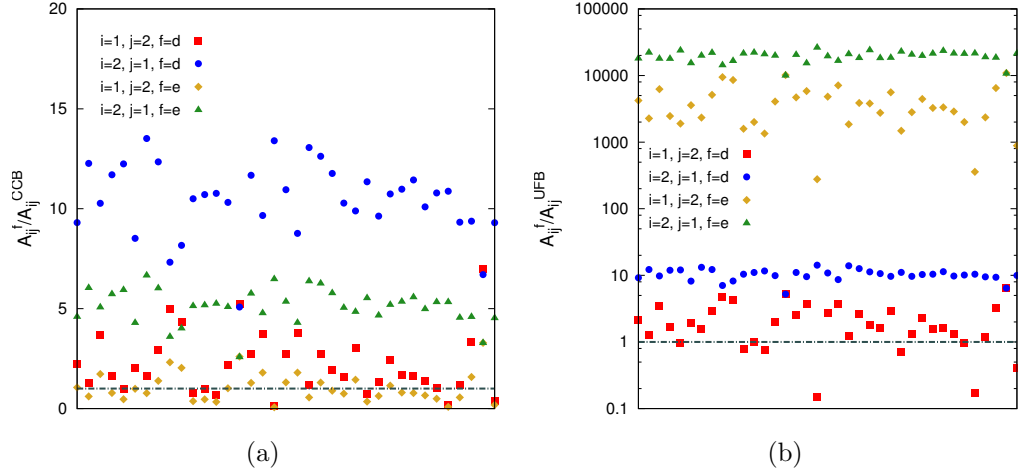 20
15
10
5
0
A_ij^f/A_ij^CCB
i=1, j=2, f=d
i=2, j=1, f=d
i=1, j=2, f=e
i=2, j=1, f=e
(a)
100000
10000
1000
100
10
1
0.1
A_ij^f/A_ij^UFB
i=1, j=2, f=d
i=2, j=1, f=d
i=1, j=2, f=e
i=2, j=1, f=e
(b)